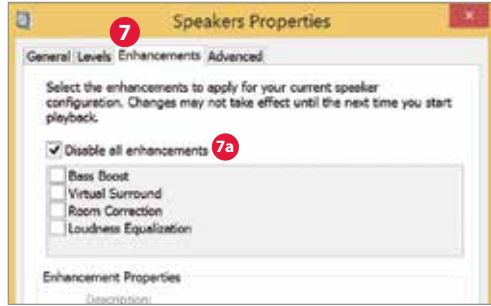 Speakers Properties
7
General Levels Enhancements Advanced
Select the enhancements to apply for your current speaker
configuration. Changes may not take effect until the next time you start
playback.
Disable all enhancements 7a
Bass Boost
Virtual Surround
Room Correction
Loudness Equalization
Enhancement Properties
Description: